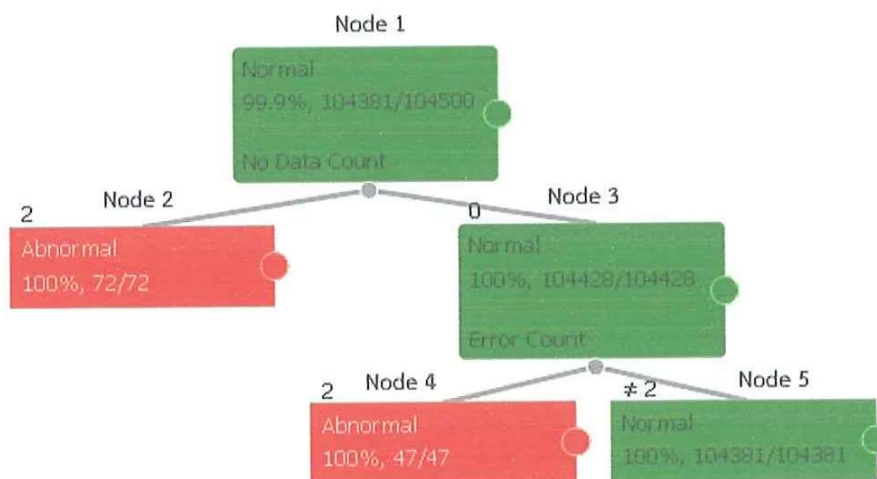 Node 1
Normal
99.9%, 104381/104500
No Data Count
Node 2
2
Abnormal
100%, 72/72
Node 3
0
Normal
100%, 104428/104428
Error Count
Node 4
2
Abnormal
100%, 47/47
Node 5
≠ 2
Normal
100%, 104381/104381